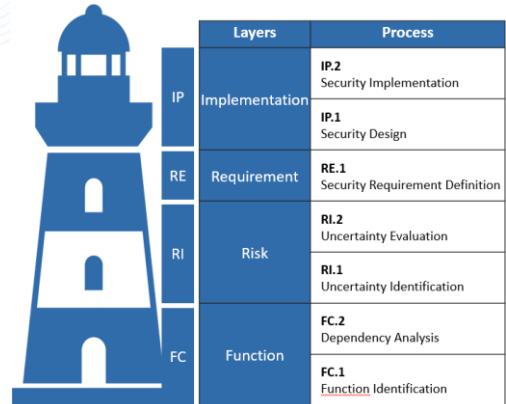 Layers
Process
IP
Implementation
IP.2
Security Implementation
IP.1
Security Design
RE
Requirement
RE.1
Security Requirement Definition
RI
Risk
RI.2
Uncertainty Evaluation
RI.1
Uncertainty Identification
FC
Function
FC.2
Dependency Analysis
FC.1
Function Identification